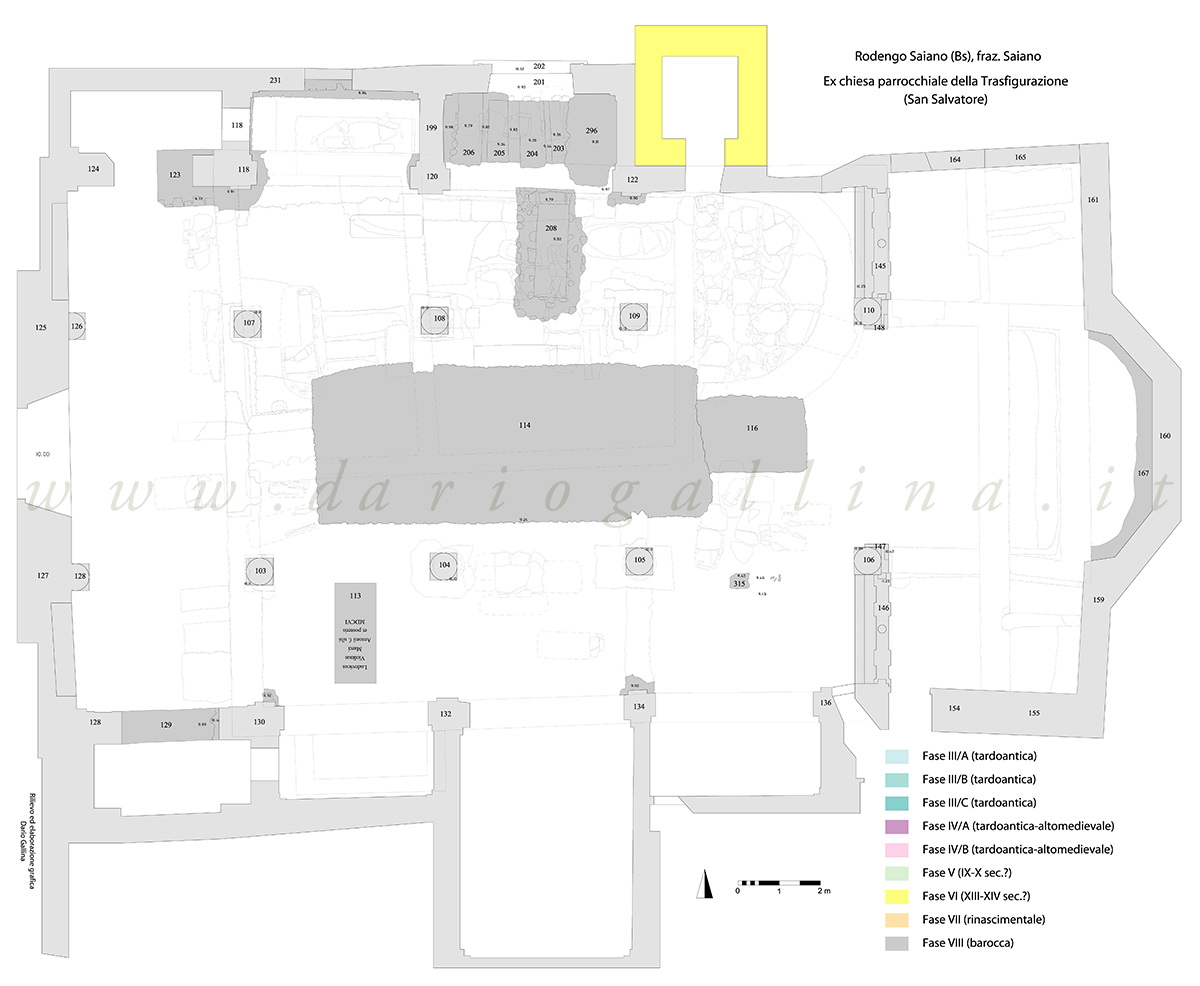 Rodengo Saiano (Bs), fraz. Saiano
Ex chiesa parrocchiale della Trasfigurazione
(San Salvatore)
202
201
231
118
199
206
205
204
203
296
124
123
118
120
122
164
165
161
208
145
125
126
107
108
109
110
148
114
116
160
10.00
167
www.dariogallina.it
147
127
128
103
104
105
106
315
113
146
159
Ludovicus
Violinus
Marci
Antonii f. sibi
et posteris
MDCVI
128
129
130
132
134
136
154
155
Fase III/A (tardoantica)
Fase III/B (tardoantica)
Fase III/C (tardoantica)
Fase IV/A (tardoantica-altomedievale)
Fase IV/B (tardoantica-altomedievale)
Fase V (IX-X sec.?)
Fase VI (XIII-XIV sec.?)
Fase VII (rinascimentale)
Fase VIII (barocca)
0 1 2 m
Rilievo ed elaborazione grafica
Dario Gallina